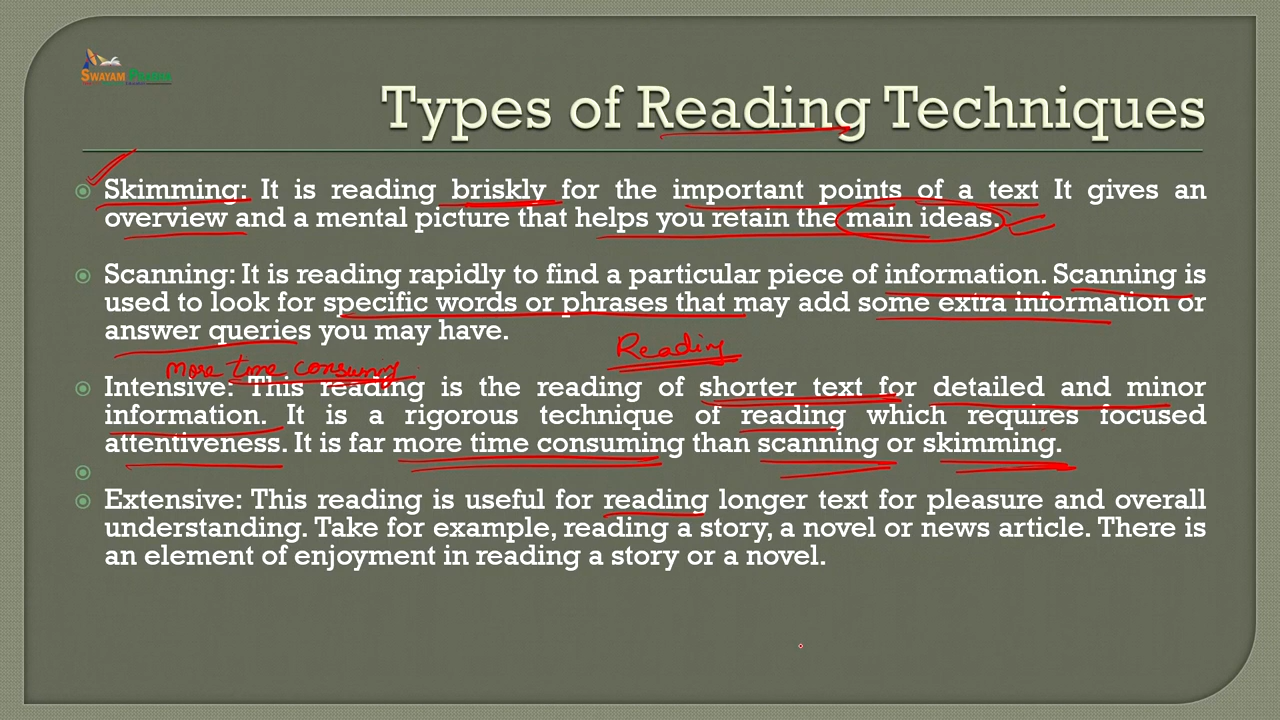 SWAYAM Prabha
Types of Reading Techniques
Skimming: It is reading briskly for the important points of a text It gives an
overview and a mental picture that helps you retain the main ideas.
Scanning: It is reading rapidly to find a particular piece of information. Scanning is
used to look for specific words or phrases that may add some extra information or
answer queries you may have.
Reading
more time consuming
Intensive: This reading is the reading of shorter text for detailed and minor
information. It is a rigorous technique of reading which requires focused
attentiveness. It is far more time consuming than scanning or skimming.
Extensive: This reading is useful for reading longer text for pleasure and overall
understanding. Take for example, reading a story, a novel or news article. There is
an element of enjoyment in reading a story or a novel.